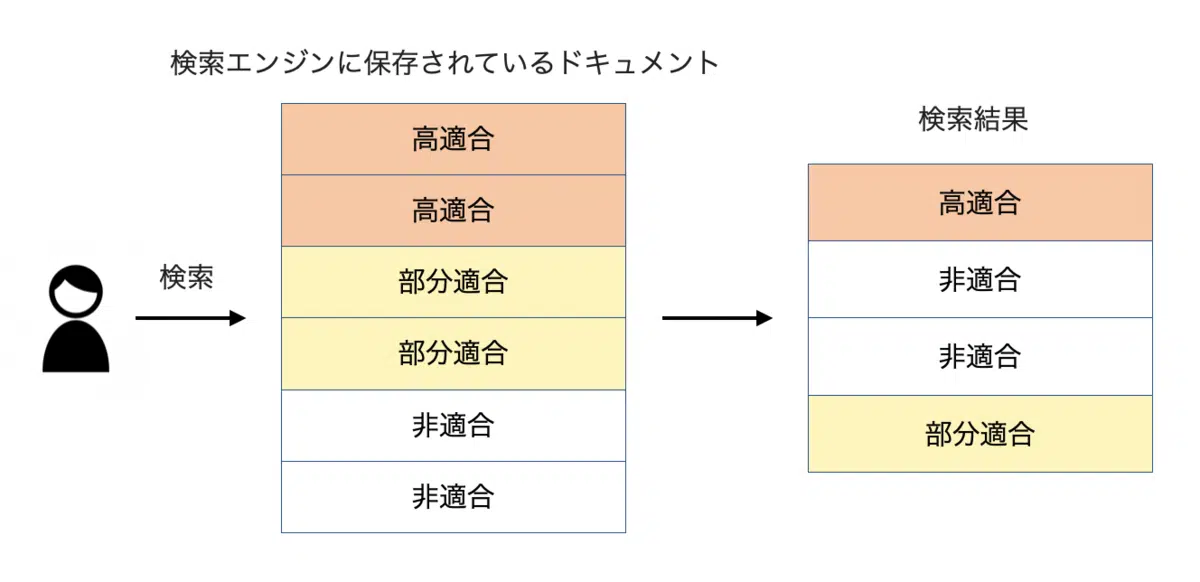 検索エンジンに保存されているドキュメント
検索
高適合
高適合
部分適合
部分適合
非適合
非適合
検索結果
高適合
非適合
非適合
部分適合